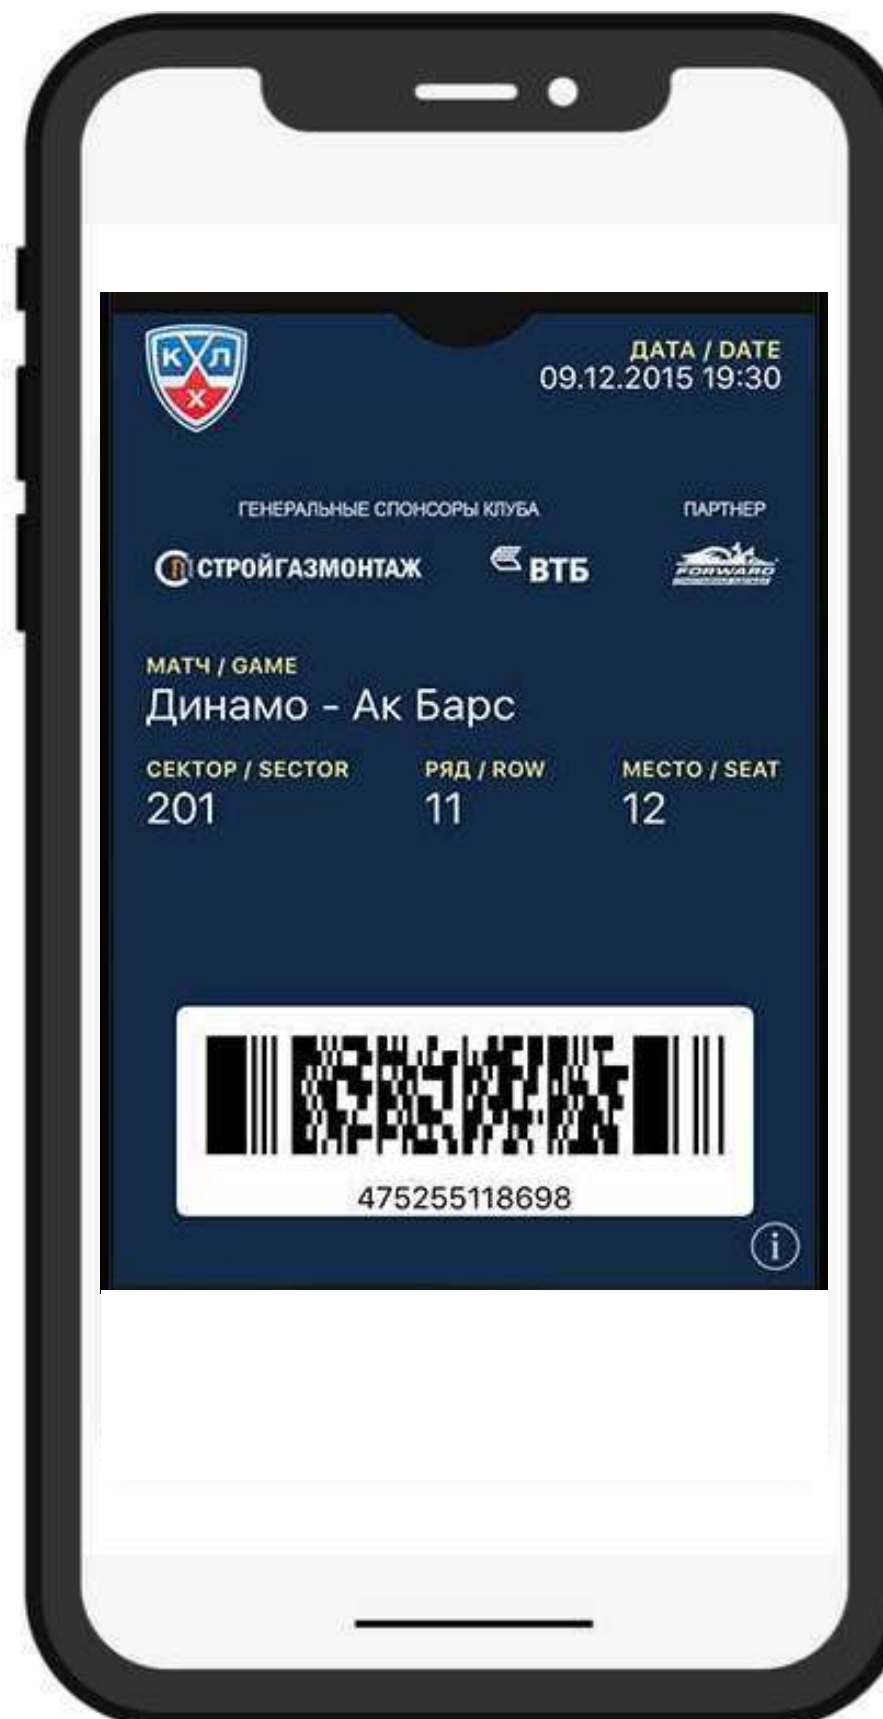 КХЛ
ДАТА / DATE
09.12.2015 19:30
ГЕНЕРАЛЬНЫЕ СПОНСОРЫ КЛУБА
ПАРТНЕР
СТРОЙГАЗМОНТАЖ
ВТБ
FORWARD
МАТЧ / GAME
Динамо - Ак Барс
СЕКТОР / SECTOR
РЯД / ROW
МЕСТО / SEAT
201
11
12
475255118698
i